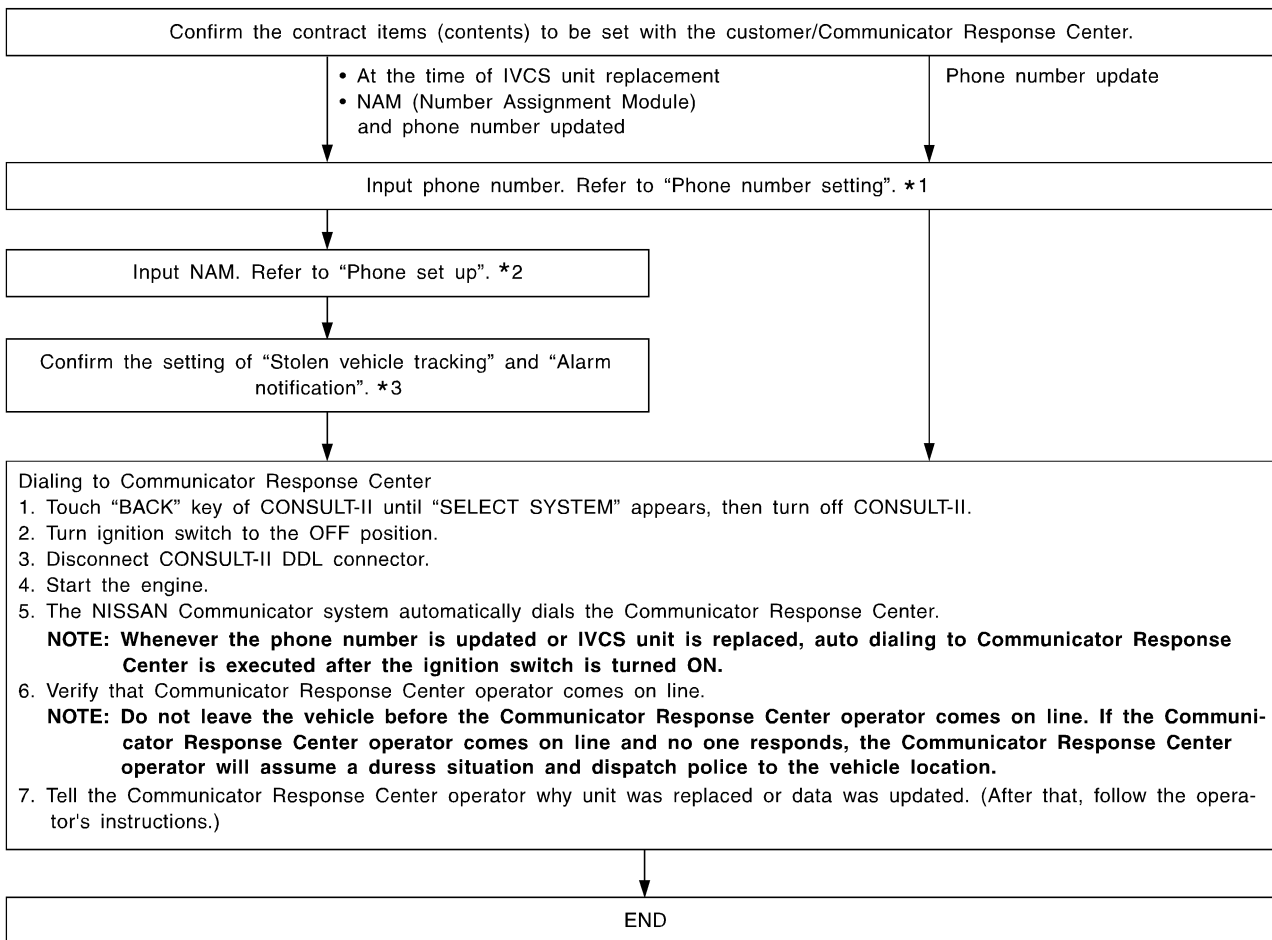 Confirm the contract items (contents) to be set with the customer/Communicator Response Center.
• At the time of IVCS unit replacement
• NAM (Number Assignment Module)
and phone number updated
Phone number update
Input phone number. Refer to “Phone number setting”. *1
Input NAM. Refer to “Phone set up”. *2
Confirm the setting of “Stolen vehicle tracking” and “Alarm
notification”. *3
Dialing to Communicator Response Center
1. Touch “BACK” key of CONSULT-II until “SELECT SYSTEM” appears, then turn off CONSULT-II.
2. Turn ignition switch to the OFF position.
3. Disconnect CONSULT-II DDL connector.
4. Start the engine.
5. The NISSAN Communicator system automatically dials the Communicator Response Center.
NOTE: Whenever the phone number is updated or IVCS unit is replaced, auto dialing to Communicator Response
Center is executed after the ignition switch is turned ON.
6. Verify that Communicator Response Center operator comes on line.
NOTE: Do not leave the vehicle before the Communicator Response Center operator comes on line. If the Communi-
cator Response Center operator comes on line and no one responds, the Communicator Response Center
operator will assume a duress situation and dispatch police to the vehicle location.
7. Tell the Communicator Response Center operator why unit was replaced or data was updated. (After that, follow the opera-
tor's instructions.)
END